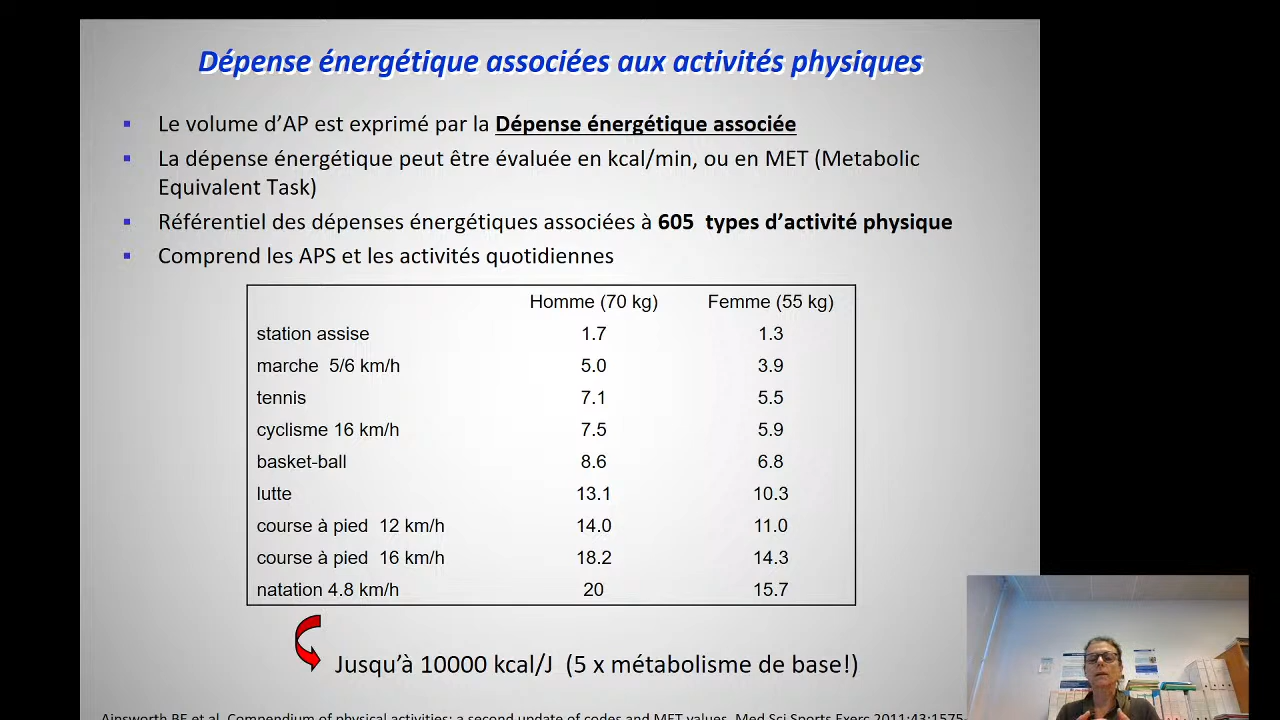 Dépense énergétique associées aux activités physiques
Le volume d’AP est exprimé par la Dépense énergétique associée
La dépense énergétique peut être évaluée en kcal/min, ou en MET (Metabolic
Equivalent Task)
Référentiel des dépenses énergétiques associées à 605 types d’activité physique
Comprend les APS et les activités quotidiennes
Homme (70 kg) Femme (55 kg)
station assise 1.7 1.3
marche 5/6 km/h 5.0 3.9
tennis 7.1 5.5
cyclisme 16 km/h 7.5 5.9
basket-ball 8.6 6.8
lutte 13.1 10.3
course à pied 12 km/h 14.0 11.0
course à pied 16 km/h 18.2 14.3
natation 4.8 km/h 20 15.7
Jusqu’à 10000 kcal/J (5 x métabolisme de base!)
Ainsworth BE et al. Compendium of physical activities: a second update of codes and MET values. Med Sci Sports Exerc 2011;43:1575-